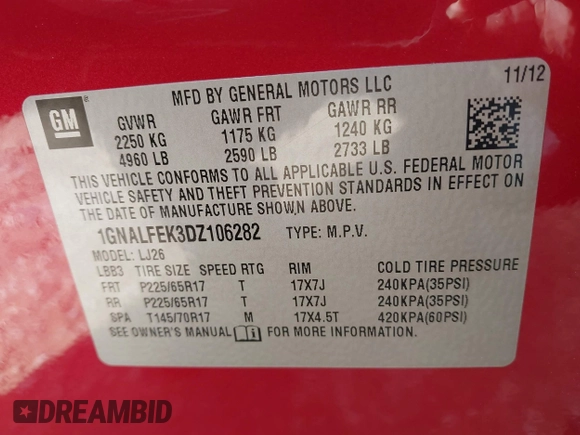 11/12
MFD BY GENERAL MOTORS LLC
GM®
GVWR GAWR FRT GAWR RR
2250 KG 1175 KG 1240 KG
4960 LB 2590 LB 2733 LB
THIS VEHICLE CONFORMS TO ALL APPLICABLE U.S. FEDERAL MOTOR
VEHICLE SAFETY AND THEFT PREVENTION STANDARDS IN EFFECT ON
THE DATE OF MANUFACTURE SHOWN ABOVE.
1GNALFEK3DZ106282 TYPE: M.P.V.
MODEL: LJ26
LBB3 TIRE SIZE SPEED RTG RIM COLD TIRE PRESSURE
FRT P225/65R17 T 17X7J 240KPA(35PSI)
RR P225/65R17 T 17X7J 240KPA(35PSI)
SPA T145/70R17 M 17X4.5T 420KPA(60PSI)
SEE OWNER'S MANUAL FOR MORE INFORMATION.
DREAMBID